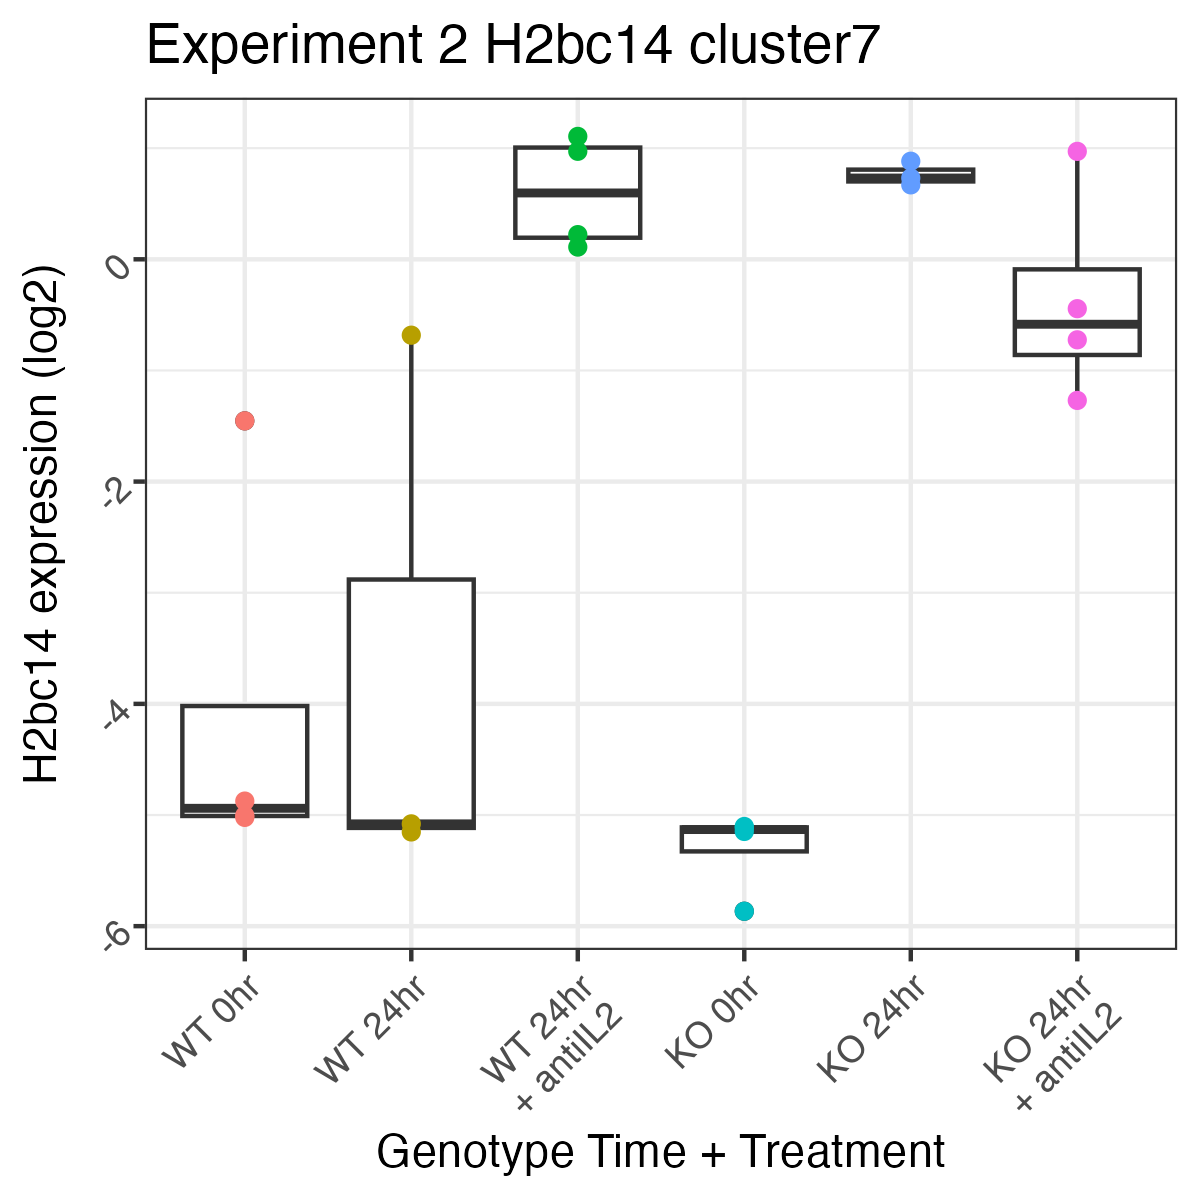 Experiment 2 H2bc14 cluster7
H2bc14 expression (log2)
0
-2
-4
-6
WT 0hr
WT 24hr
WT 24hr
+ antiIL2
KO 0hr
KO 24hr
KO 24hr
+ antiIL2
Genotype Time + Treatment